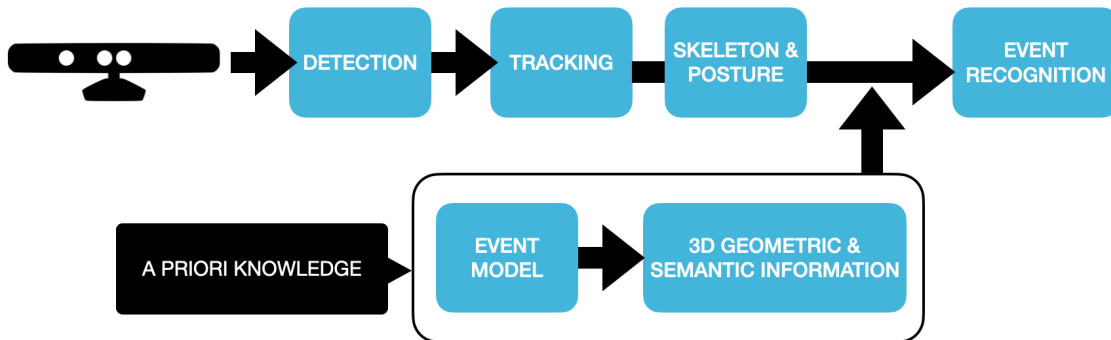 DETECTION
TRACKING
SKELETON &
POSTURE
EVENT
RECOGNITION
A PRIORI KNOWLEDGE
EVENT
MODEL
3D GEOMETRIC &
SEMANTIC INFORMATION